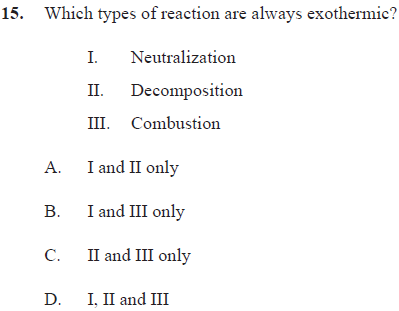 15. Which types of reaction are always exothermic?
I. Neutralization
II. Decomposition
III. Combustion
A. I and II only
B. I and III only
C. II and III only
D. I, II and III